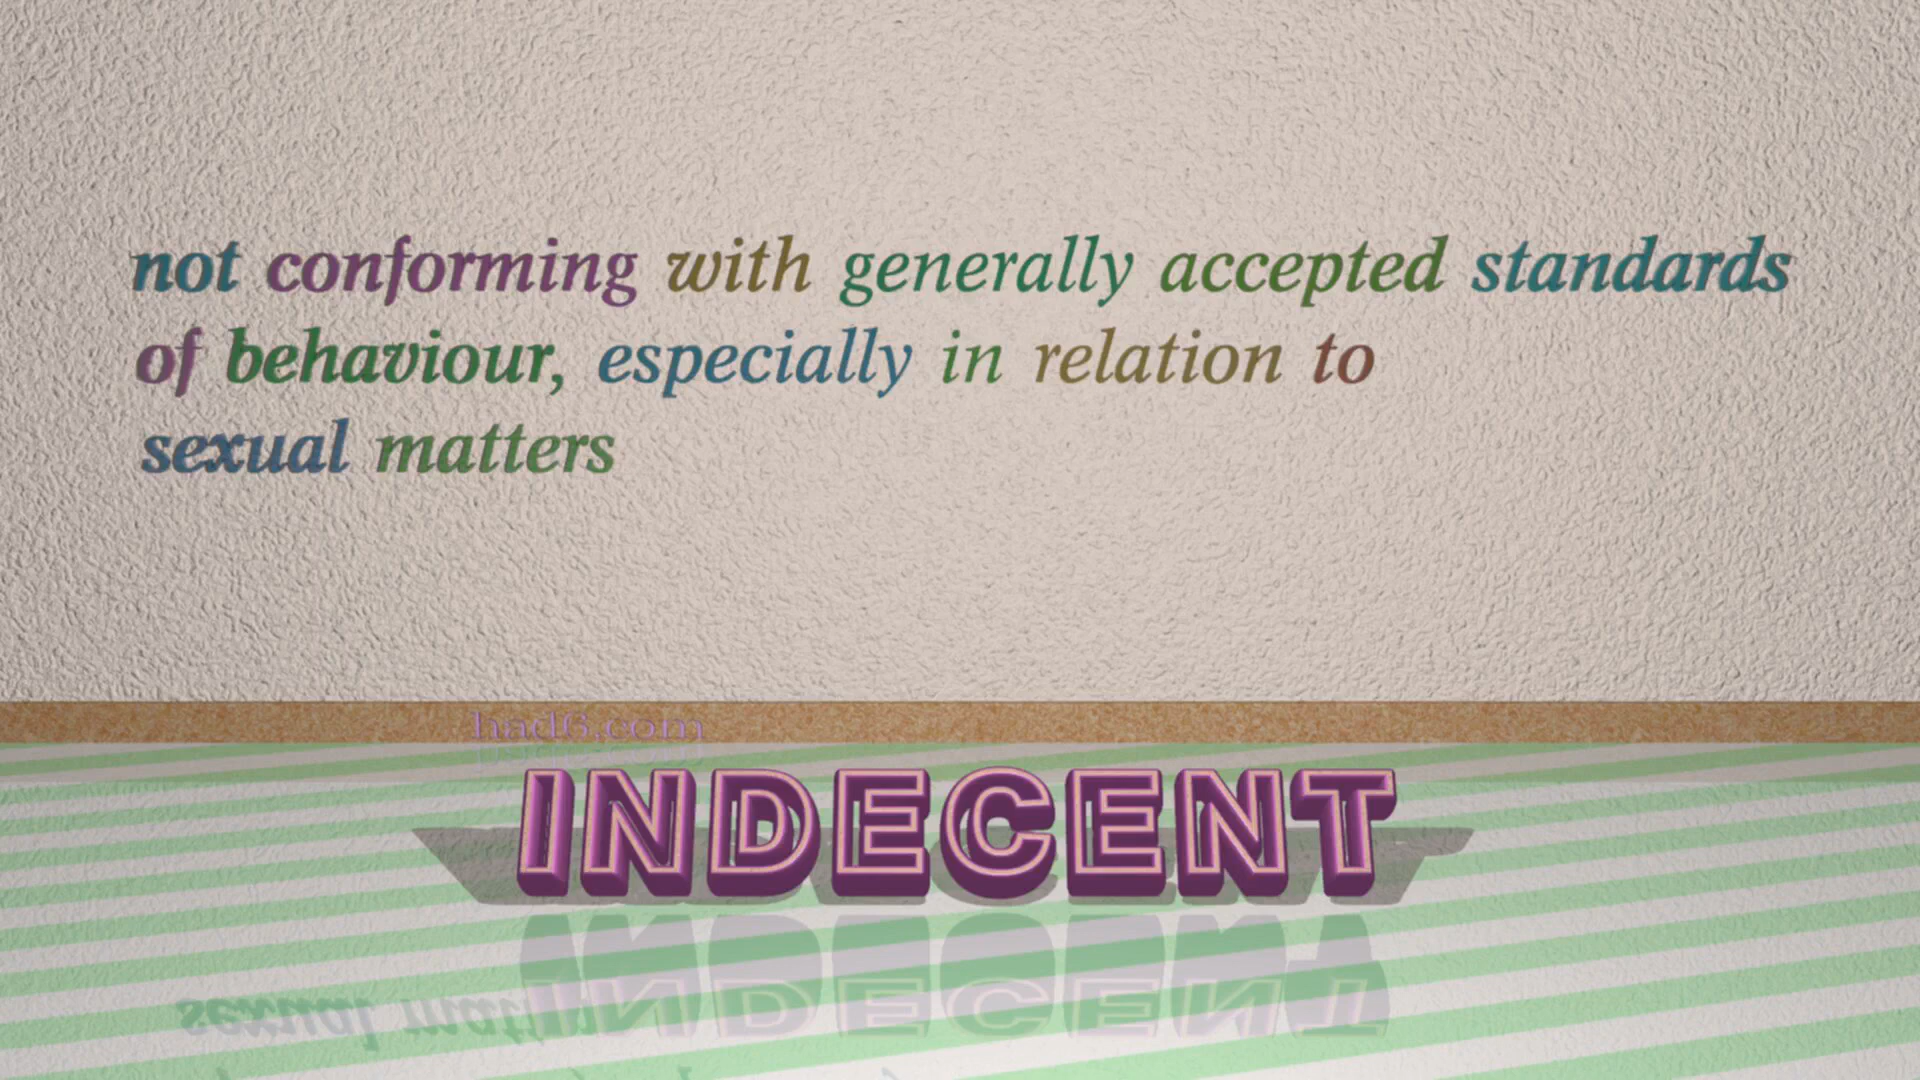 not conforming with generally accepted standards
of behaviour, especially in relation to
sexual matters
had6.com
INDECENT